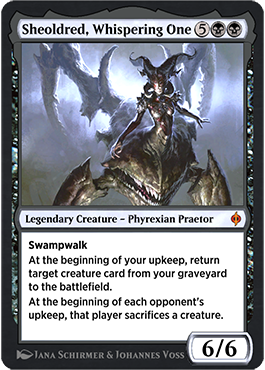 Sheoldred, Whispering One 5
Legendary Creature – Phyrexian Praetor
Swampwalk
At the beginning of your upkeep, return
target creature card from your graveyard
to the battlefield.
At the beginning of each opponent's
upkeep, that player sacrifices a creature.
Jana Schirmer & Johannes Voss
6/6